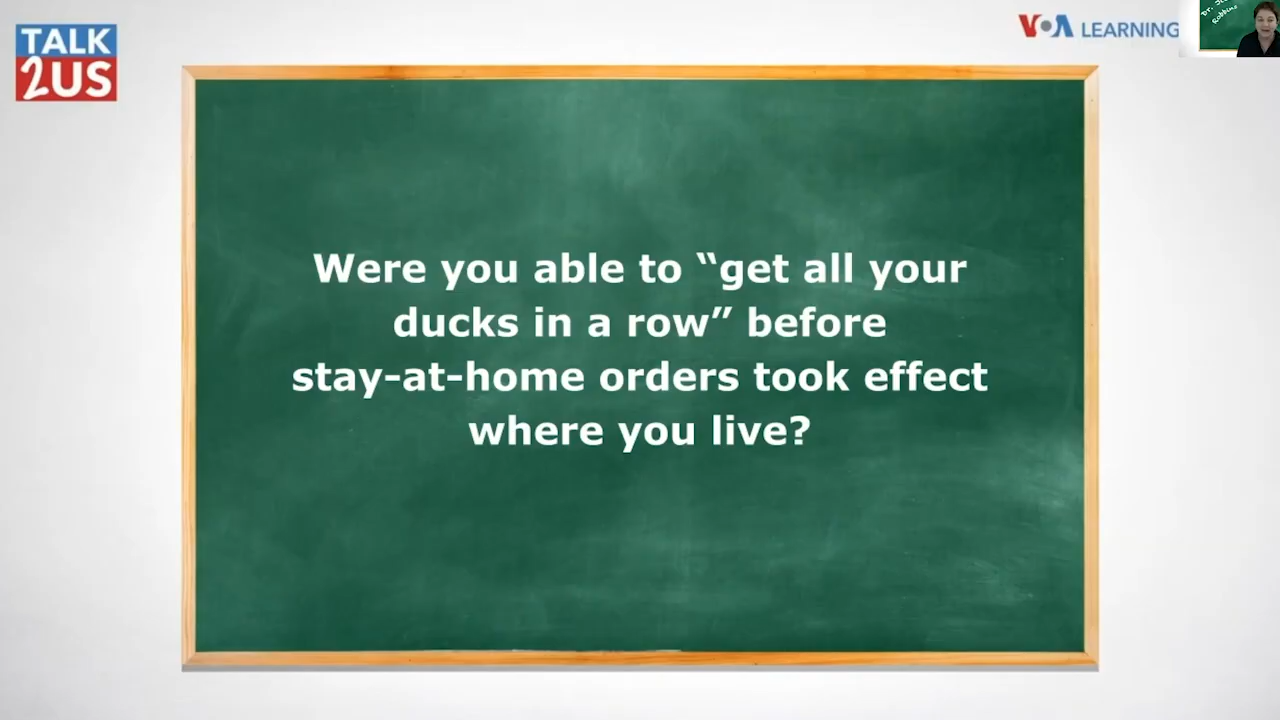 TALK
2US
VOA LEARNING
Were you able to “get all your
ducks in a row” before
stay-at-home orders took effect
where you live?